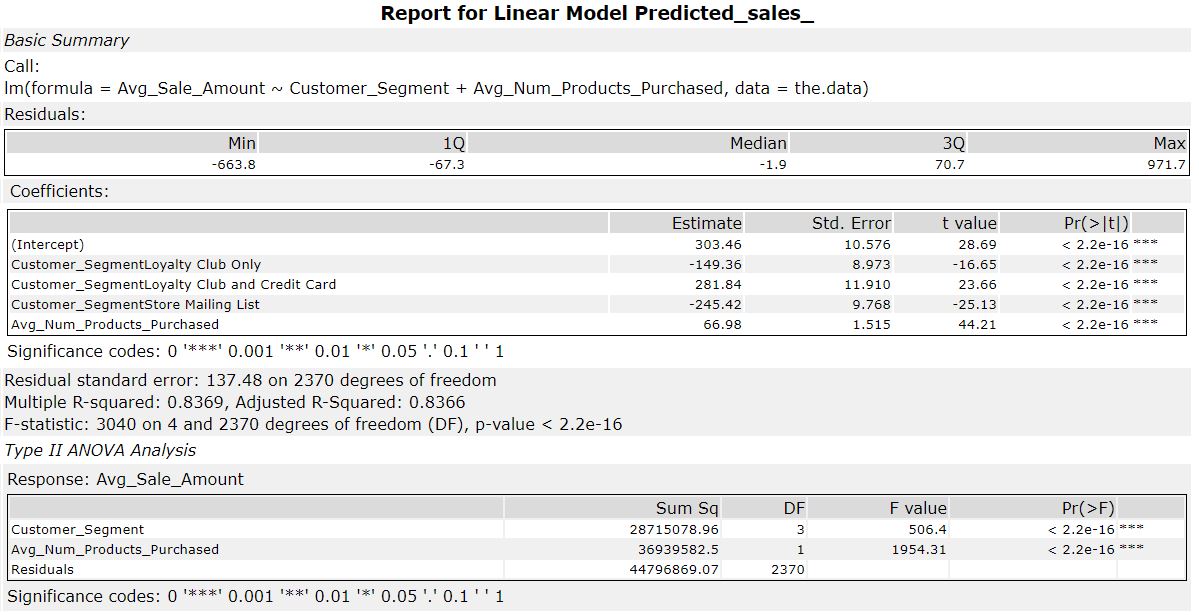 Report for Linear Model Predicted_sales_
Basic Summary
Call:
lm(formula = Avg_Sale_Amount ~ Customer_Segment + Avg_Num_Products_Purchased, data = the.data)
Residuals:
Min 1Q Median 3Q Max
-663.8 -67.3 -1.9 70.7 971.7
Coefficients:
Estimate Std. Error t value Pr(>|t|)
(Intercept) 303.46 10.576 28.69 < 2.2e-16 ***
Customer_SegmentLoyalty Club Only -149.36 8.973 -16.65 < 2.2e-16 ***
Customer_SegmentLoyalty Club and Credit Card 281.84 11.910 23.66 < 2.2e-16 ***
Customer_SegmentStore Mailing List -245.42 9.768 -25.13 < 2.2e-16 ***
Avg_Num_Products_Purchased 66.98 1.515 44.21 < 2.2e-16 ***
Significance codes: 0 '***' 0.001 '**' 0.01 '*' 0.05 '.' 0.1 ' ' 1
Residual standard error: 137.48 on 2370 degrees of freedom
Multiple R-squared: 0.8369, Adjusted R-Squared: 0.8366
F-statistic: 3040 on 4 and 2370 degrees of freedom (DF), p-value < 2.2e-16
Type II ANOVA Analysis
Response: Avg_Sale_Amount
Sum Sq DF F value Pr(>F)
Customer_Segment 28715078.96 3 506.4 < 2.2e-16 ***
Avg_Num_Products_Purchased 36939582.5 1 1954.31 < 2.2e-16 ***
Residuals 44796869.07 2370
Significance codes: 0 '***' 0.001 '**' 0.01 '*' 0.05 '.' 0.1 ' ' 1